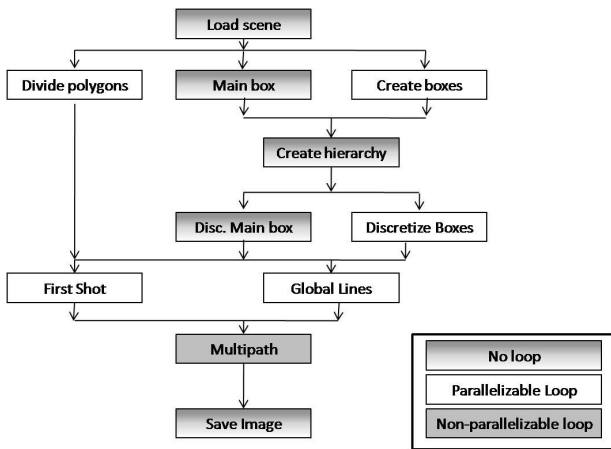 Load scene
Divide polygons
Main box
Create boxes
Create hierarchy
Disc. Main box
Discretize Boxes
First Shot
Global Lines
Multipath
Save Image
No loop
Parallelizable Loop
Non-parallelizable loop